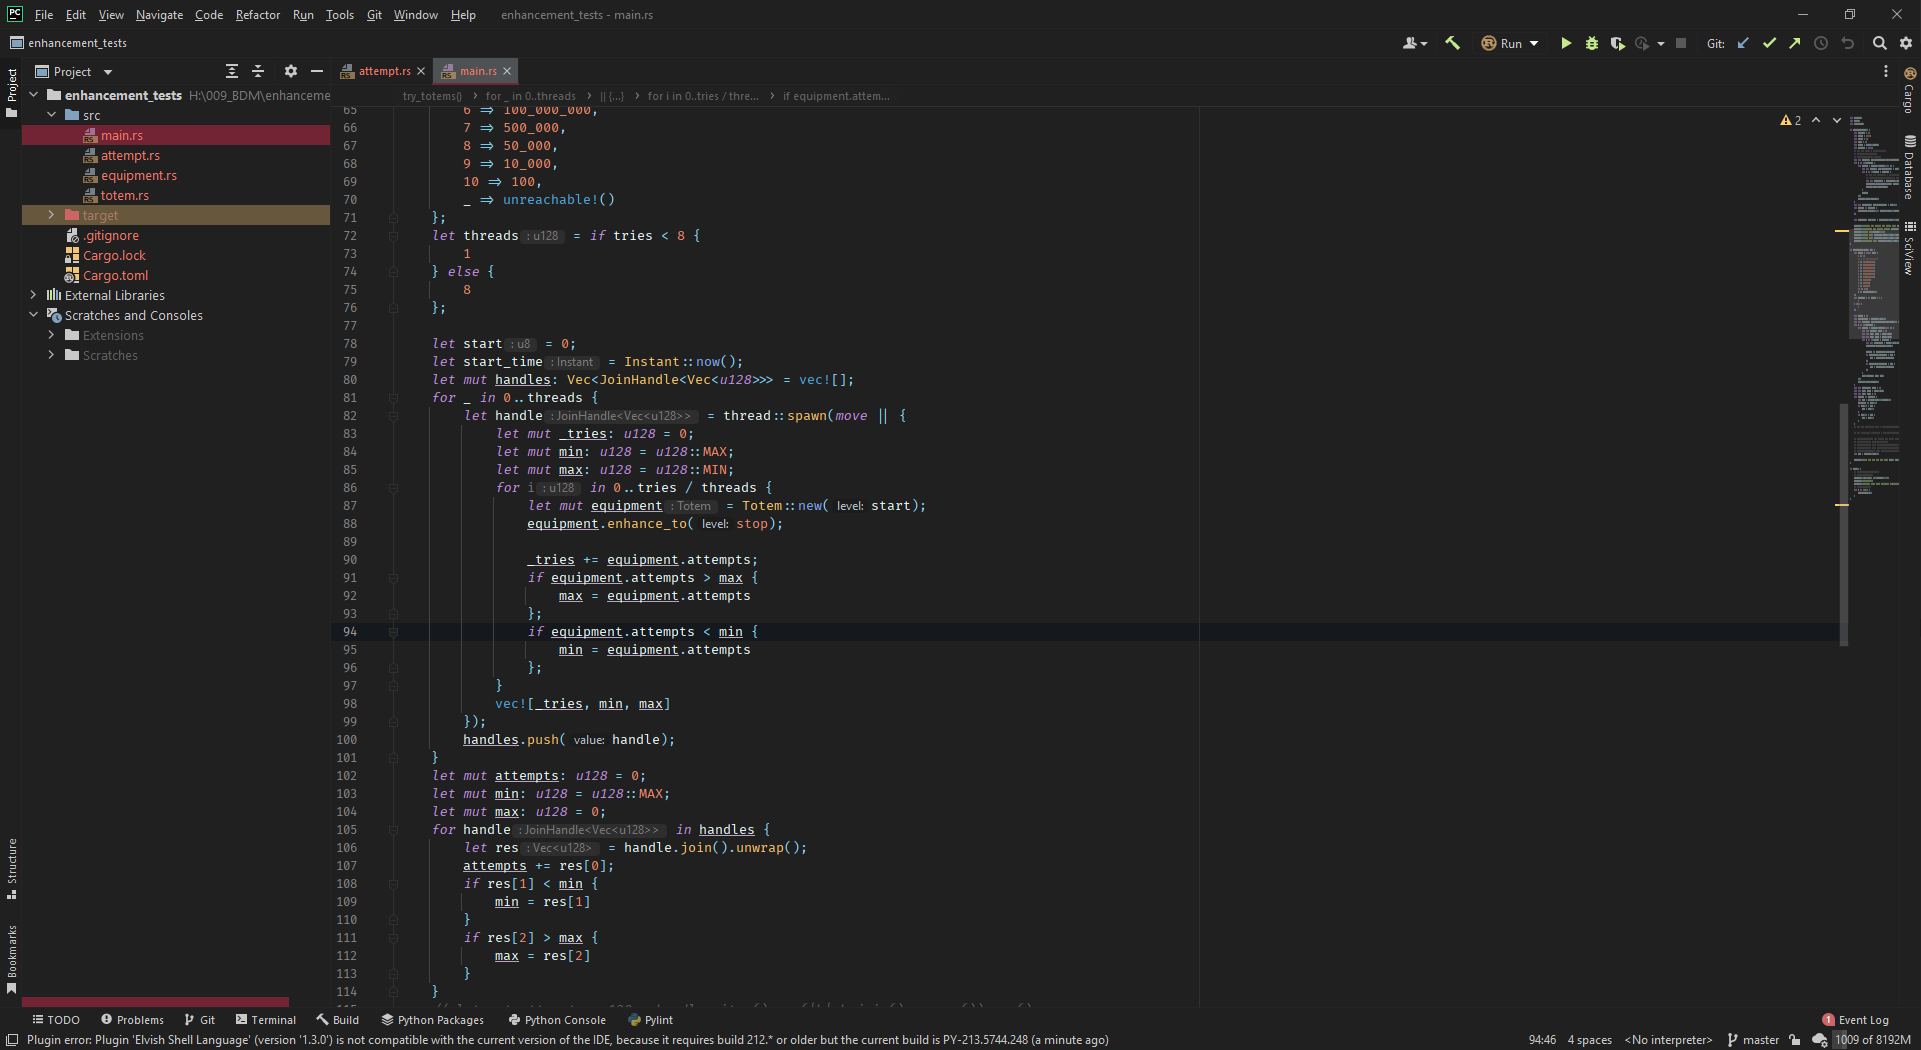 PC File Edit View Navigate Code Refactor Run Tools Git Window Help enhancement_tests - main.rs
enhancement_tests Run Git:
Project
Project
enhancement_tests H:\009_BDM\enhanceme
src
main.rs
attempt.rs
equipment.rs
totem.rs
target
.gitignore
Cargo.lock
Cargo.toml
External Libraries
Scratches and Consoles
Extensions
Scratches
Structure
Bookmarks
attempt.rs main.rs
try_totems() for _ in 0..threads || {...} for i in 0..tries / thre... if equipment.attem...
2
65 6 => 100_000_000,
66 7 => 500_000,
67 8 => 50_000,
68 9 => 10_000,
69 10 => 100,
70 _ => unreachable!()
71 };
72 let threads : u128 = if tries < 8 {
73 1
74 } else {
75 8
76 };
77
78 let start : u8 = 0;
79 let start_time : Instant = Instant::now();
80 let mut handles: Vec<JoinHandle<Vec<u128>>> = vec![];
81 for _ in 0..threads {
82 let handle : JoinHandle<Vec<u128>> = thread::spawn(move || {
83 let mut _tries: u128 = 0;
84 let mut min: u128 = u128::MAX;
85 let mut max: u128 = u128::MIN;
86 for i : u128 in 0..tries / threads {
87 let mut equipment : Totem = Totem::new( level: start);
88 equipment.enhance_to( level: stop);
89
90 _tries += equipment.attempts;
91 if equipment.attempts > max {
92 max = equipment.attempts
93 };
94 if equipment.attempts < min {
95 min = equipment.attempts
96 };
97 }
98 vec![_tries, min, max]
99 });
100 handles.push( value: handle);
101 }
102 let mut attempts: u128 = 0;
103 let mut min: u128 = u128::MAX;
104 let mut max: u128 = 0;
105 for handle : JoinHandle<Vec<u128>> in handles {
106 let res : Vec<u128> = handle.join().unwrap();
107 attempts += res[0];
108 if res[1] < min {
109 min = res[1]
110 }
111 if res[2] > max {
112 max = res[2]
113 }
114 }
Cargo
Database
SciView
TODO Problems Git Terminal Build Python Packages Python Console Pylint 1 Event Log
Plugin error: Plugin 'Elvish Shell Language' (version '1.3.0') is not compatible with the current version of the IDE, because it requires build 212.* or older but the current build is PY-213.5744.248 (a minute ago) 94:46 4 spaces <No interpreter> master 1009 of 8192M